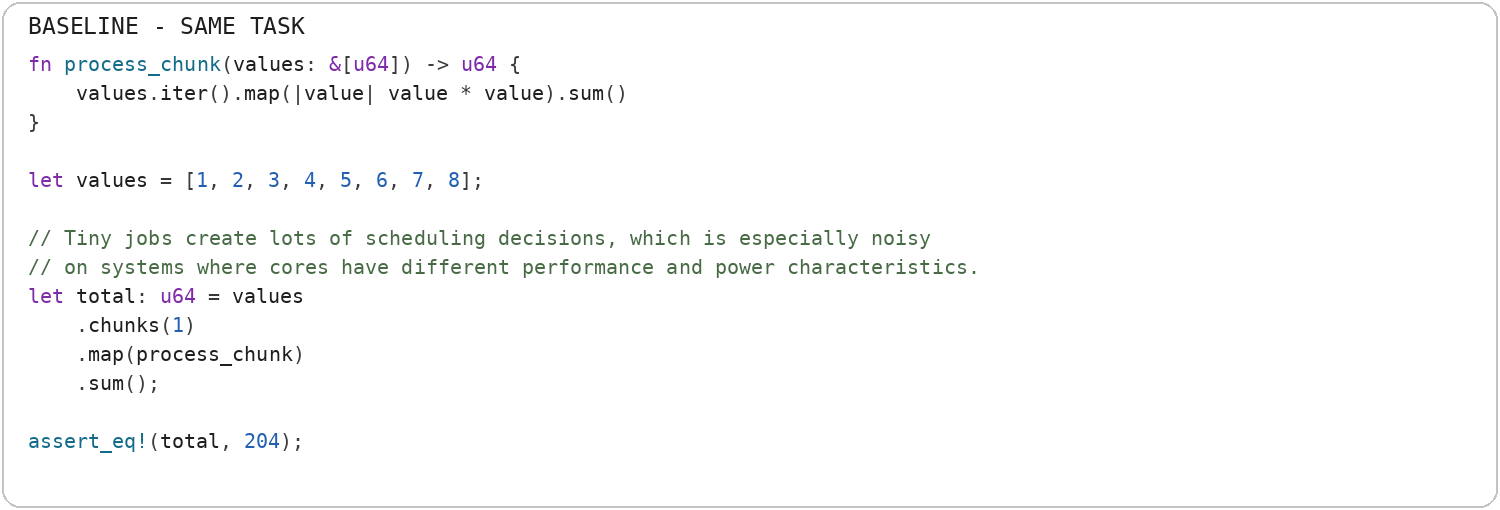 BASELINE - SAME TASK
fn process_chunk(values: &[u64]) -> u64 {
    values.iter().map(|value| value * value).sum()
}

let values = [1, 2, 3, 4, 5, 6, 7, 8];

// Tiny jobs create lots of scheduling decisions, which is especially noisy
// on systems where cores have different performance and power characteristics.
let total: u64 = values
    .chunks(1)
    .map(process_chunk)
    .sum();

assert_eq!(total, 204);